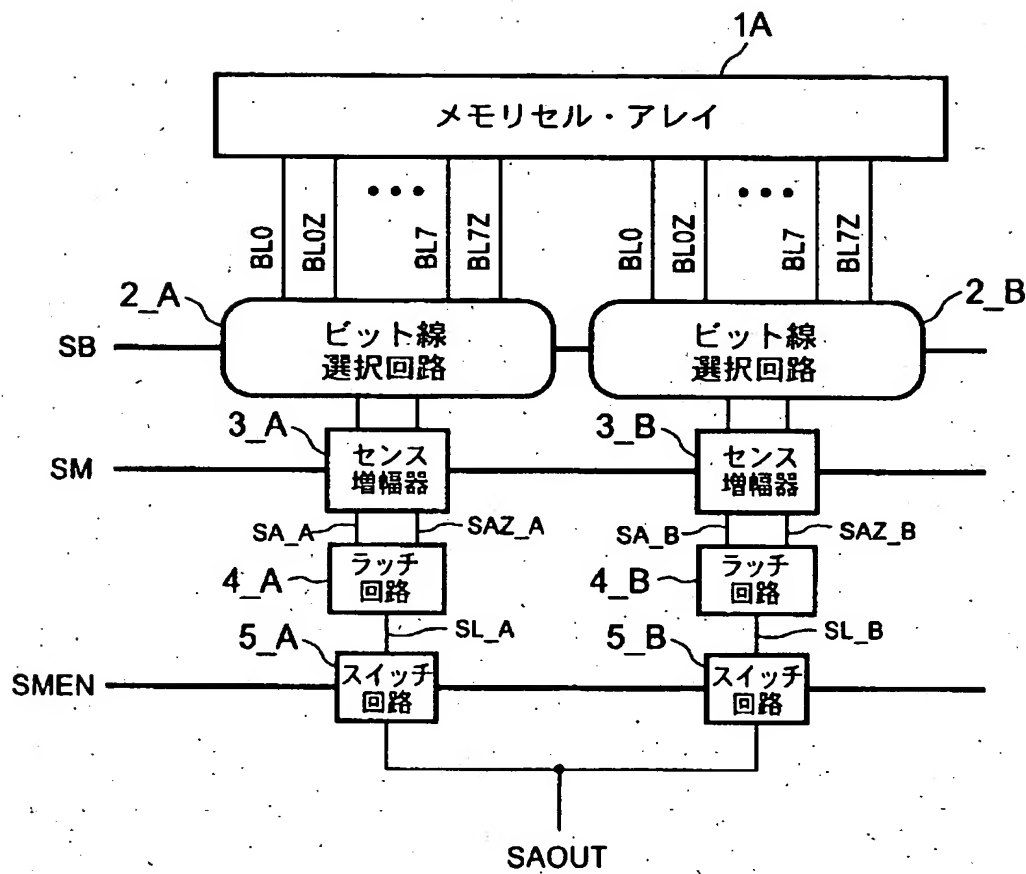 1A
メモリセル・アレイ
BL0
BL0Z
•••
BL7
BL7Z
BL0
BL0Z
•••
BL7
BL7Z
2_A
2_B
SB
ビット線
選択回路
ビット線
選択回路
3_A
3_B
SM
センス
増幅器
センス
増幅器
SA_A
SAZ_A
SA_B
SAZ_B
4_A
ラッチ
回路
4_B
ラッチ
回路
SL_A
SL_B
5_A
5_B
SMEN
スイッチ
回路
スイッチ
回路
SAOUT